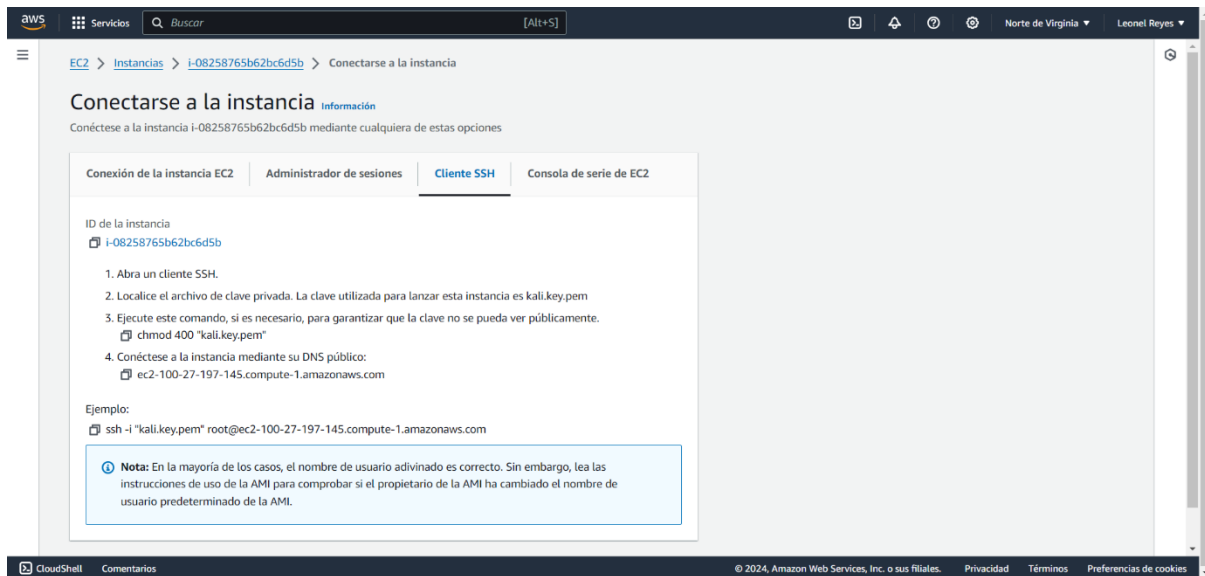 aws
Servicios
Buscar
[Alt+S]
Norte de Virginia
Leonel Reyes
EC2 > Instancias > i-08258765b62bc6d5b > Conectarse a la instancia
Conectarse a la instancia Información
Conéctese a la instancia i-08258765b62bc6d5b mediante cualquiera de estas opciones
Conexión de la instancia EC2
Administrador de sesiones
Cliente SSH
Consola de serie de EC2
ID de la instancia
i-08258765b62bc6d5b
1. Abra un cliente SSH.
2. Localice el archivo de clave privada. La clave utilizada para lanzar esta instancia es kali.key.pem
3. Ejecute este comando, si es necesario, para garantizar que la clave no se pueda ver públicamente.
chmod 400 "kali.key.pem"
4. Conéctese a la instancia mediante su DNS público:
ec2-100-27-197-145.compute-1.amazonaws.com
Ejemplo:
ssh -i "kali.key.pem" root@ec2-100-27-197-145.compute-1.amazonaws.com
Nota: En la mayoría de los casos, el nombre de usuario adivinado es correcto. Sin embargo, lea las
instrucciones de uso de la AMI para comprobar si el propietario de la AMI ha cambiado el nombre de
usuario predeterminado de la AMI.
CloudShell
Comentarios
© 2024, Amazon Web Services, Inc. o sus filiales.
Privacidad
Términos
Preferencias de cookies